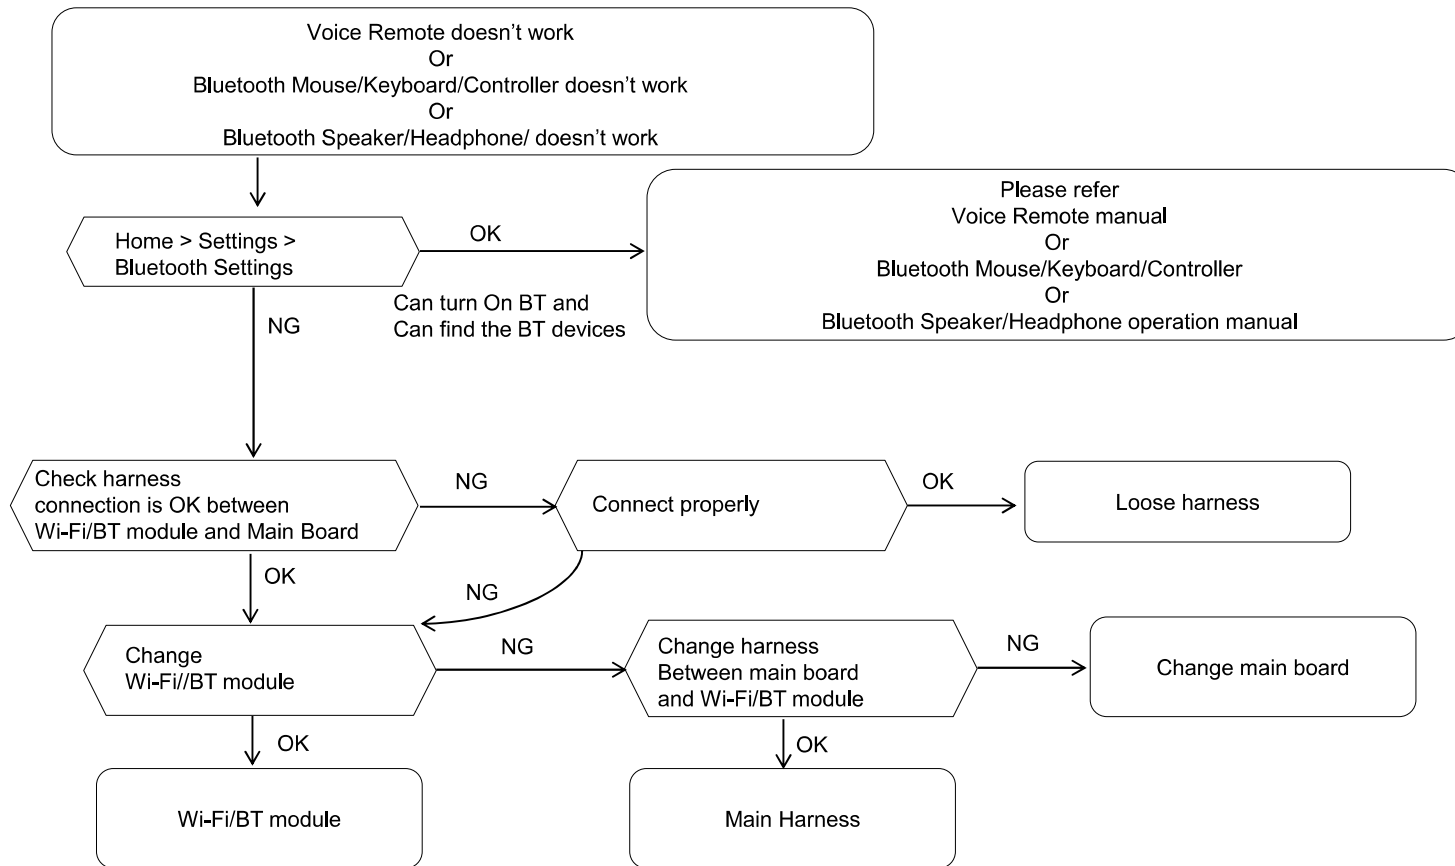 Voice Remote doesn’t work
Or
Bluetooth Mouse/Keyboard/Controller doesn’t work
Or
Bluetooth Speaker/Headphone/ doesn’t work
Home > Settings >
Bluetooth Settings
OK
Can turn On BT and
Can find the BT devices
Please refer
Voice Remote manual
Or
Bluetooth Mouse/Keyboard/Controller
Or
Bluetooth Speaker/Headphone operation manual
NG
Check harness
connection is OK between
Wi-Fi/BT module and Main Board
NG
Connect properly
OK
Loose harness
OK
NG
Change
Wi-Fi//BT module
NG
Change harness
Between main board
and Wi-Fi/BT module
NG
Change main board
OK
OK
Wi-Fi/BT module
Main Harness